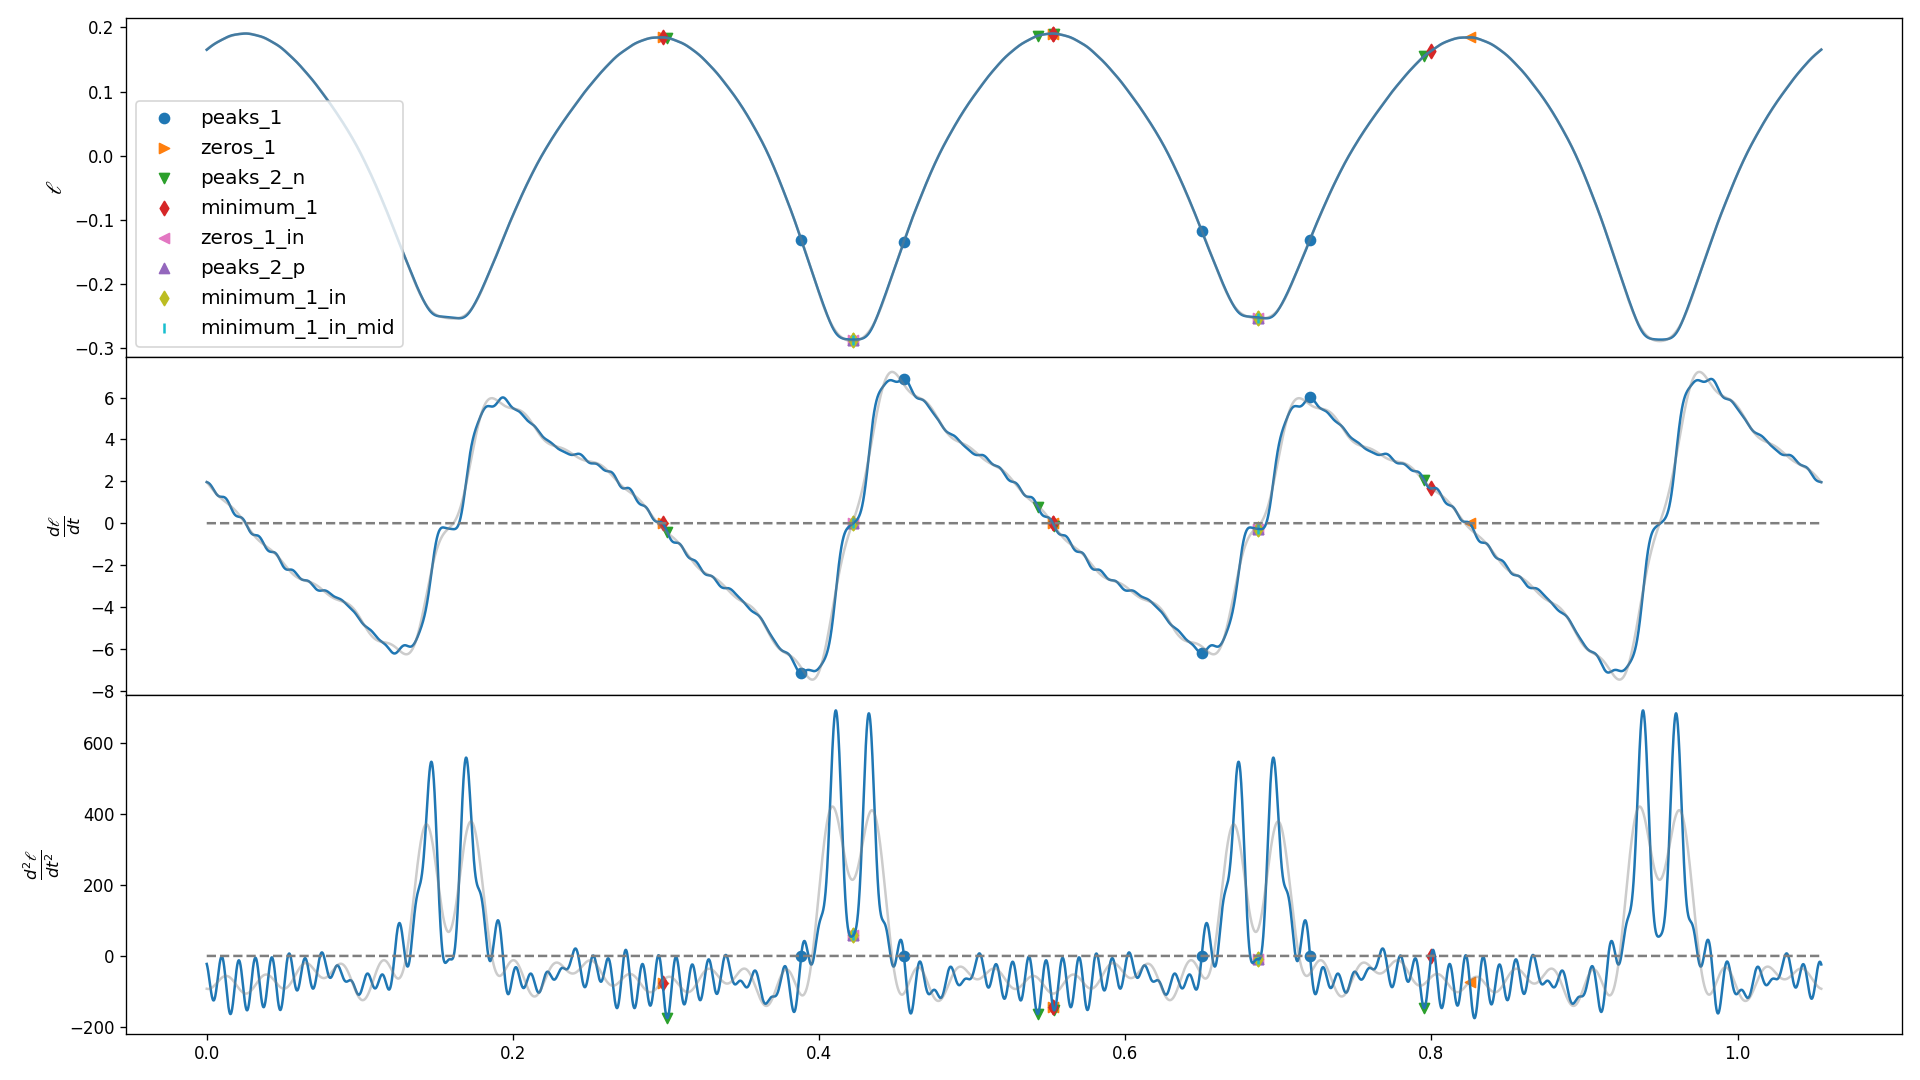 0.2
0.1
0.0
−0.1
−0.2
−0.3
ℓ
peaks_1
zeros_1
peaks_2_n
minimum_1
zeros_1_in
peaks_2_p
minimum_1_in
minimum_1_in_mid
6
4
2
0
−2
−4
−6
−8
dℓ
dt
600
400
200
0
−200
d²ℓ
dt²
0.0 0.2 0.4 0.6 0.8 1.0